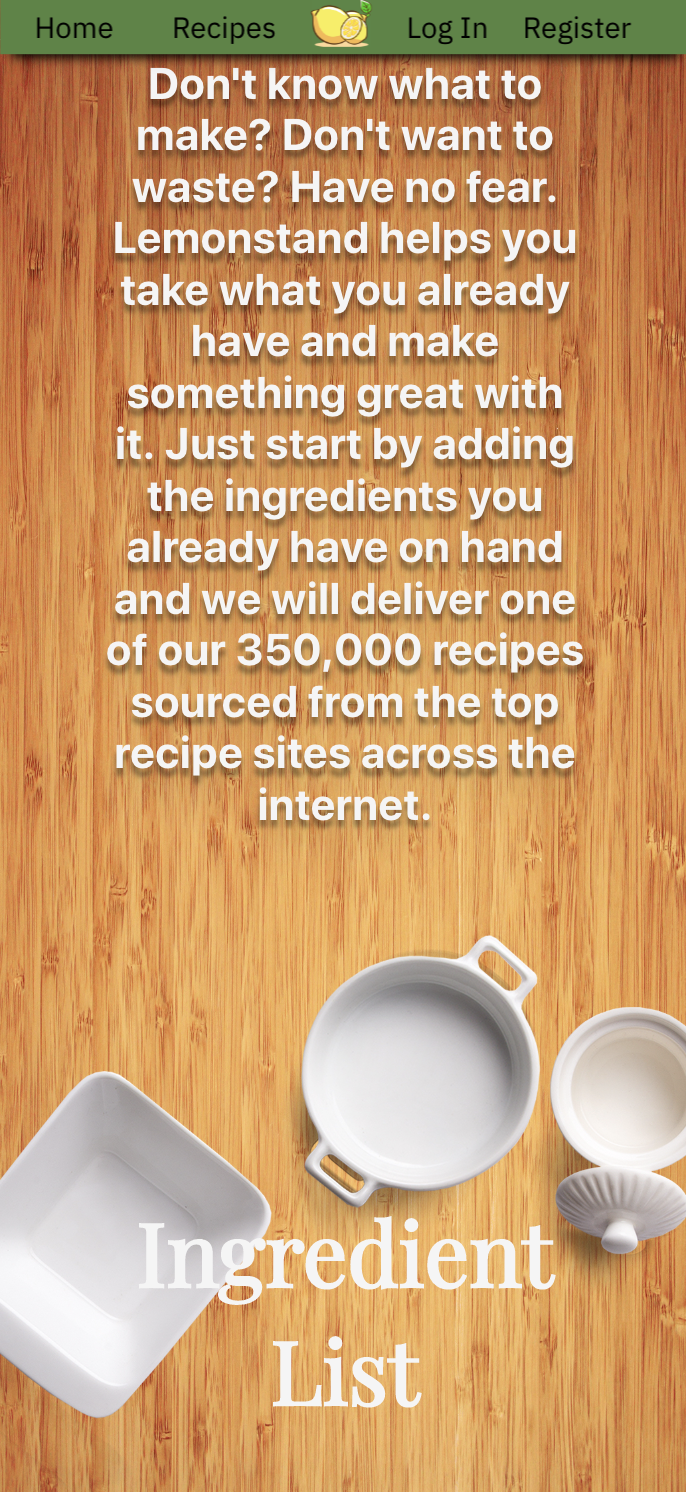 Home Recipes Log In Register
Don't know what to
make? Don't want to
waste? Have no fear.
Lemonstand helps you
take what you already
have and make
something great with
it. Just start by adding
the ingredients you
already have on hand
and we will deliver one
of our 350,000 recipes
sourced from the top
recipe sites across the
internet.
Ingredient
List